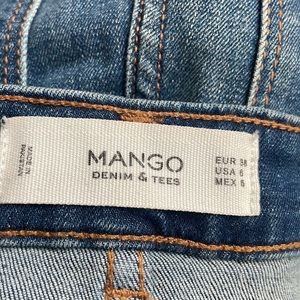 MADE IN
PAKISTAN
MANGO
DENIM & TEES
EUR 38
USA 6
MEX 6